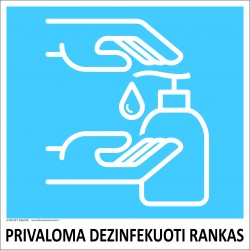 PRIVALOMA DEZINFEKUOTI RANKAS